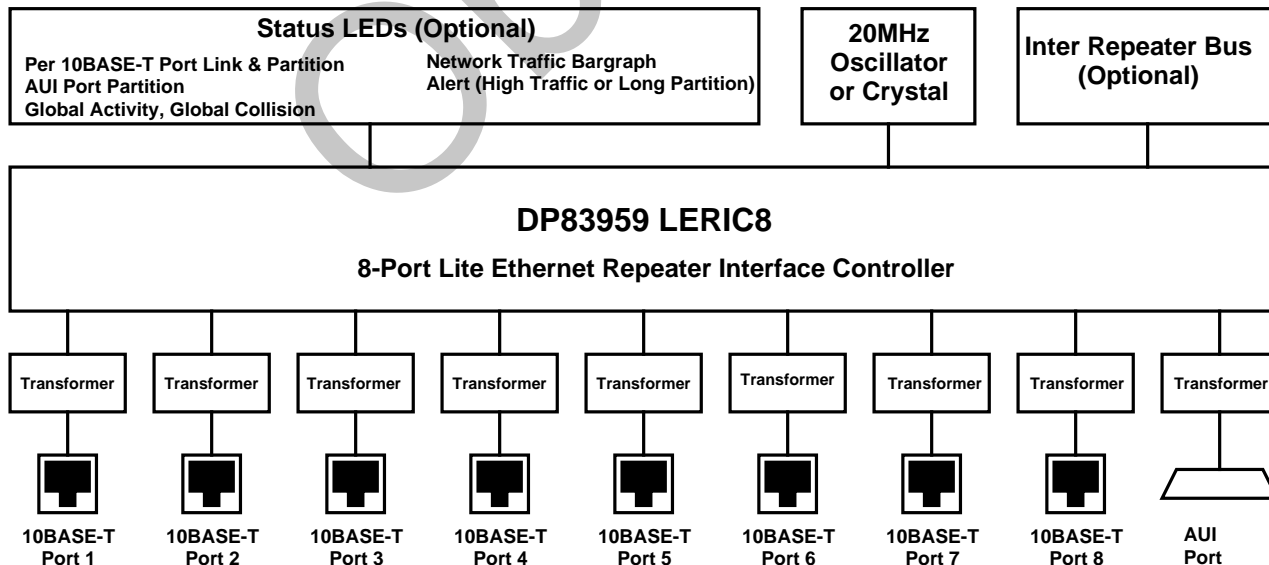 Status LEDs (Optional)
Per 10BASE-T Port Link & Partition
AUI Port Partition
Global Activity, Global Collision
Network Traffic Bargraph
Alert (High Traffic or Long Partition)
20MHz
Oscillator
or Crystal
Inter Repeater Bus
(Optional)
DP83959 LERIC8
8-Port Lite Ethernet Repeater Interface Controller
Transformer
Transformer
Transformer
Transformer
Transformer
Transformer
Transformer
Transformer
Transformer
10BASE-T
Port 1
10BASE-T
Port 2
10BASE-T
Port 3
10BASE-T
Port 4
10BASE-T
Port 5
10BASE-T
Port 6
10BASE-T
Port 7
10BASE-T
Port 8
AUI
Port